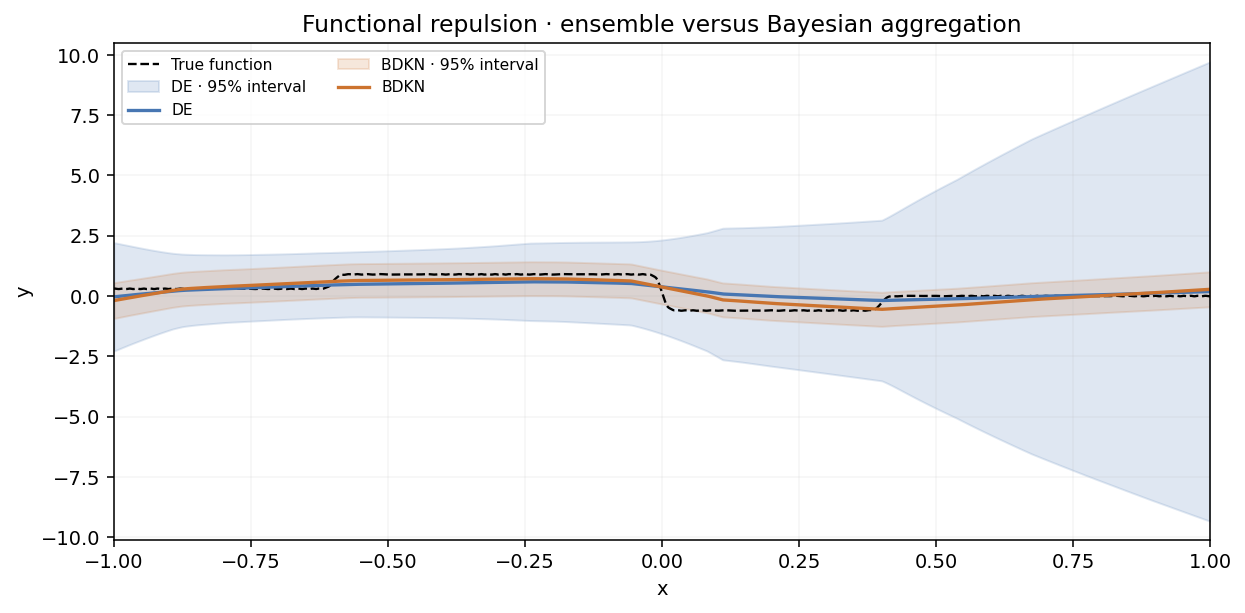 Functional repulsion · ensemble versus Bayesian aggregation
True function
DE · 95% interval
DE
BDKN · 95% interval
BDKN
y
10.0
7.5
5.0
2.5
0.0
−2.5
−5.0
−7.5
−10.0
−1.00 −0.75 −0.50 −0.25 0.00 0.25 0.50 0.75 1.00
x